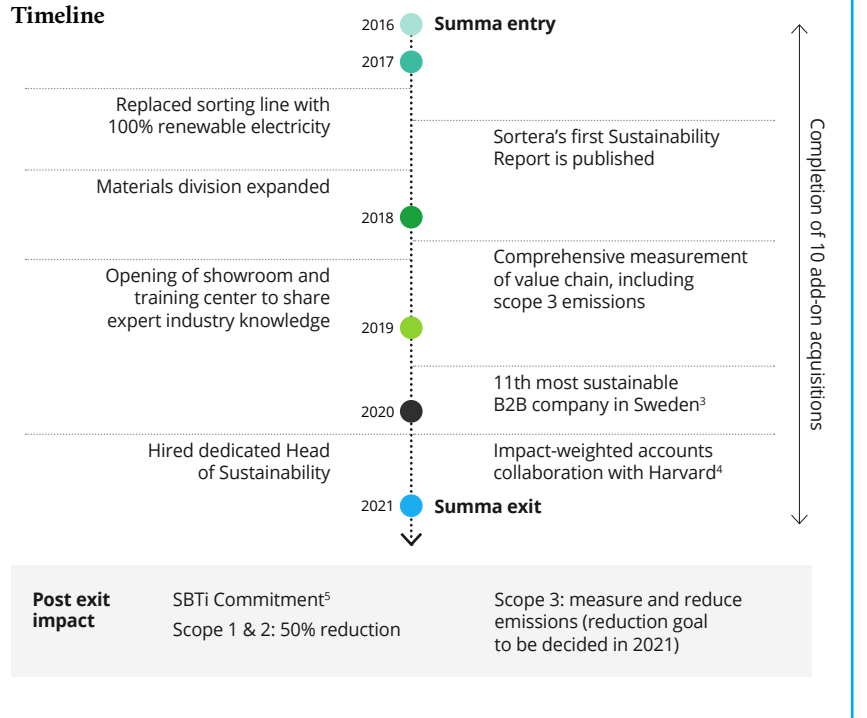 Timeline
2016 Summa entry
2017
Replaced sorting line with
100% renewable electricity
Sortera’s first Sustainability
Report is published
Materials division expanded
2018
Comprehensive measurement
of value chain, including
scope 3 emissions
Opening of showroom and
training center to share
expert industry knowledge
2019
11th most sustainable
B2B company in Sweden³
2020
Hired dedicated Head
of Sustainability
Impact-weighted accounts
collaboration with Harvard⁴
2021 Summa exit
Completion of 10 add-on acquisitions
Post exit
impact
SBTi Commitment⁵
Scope 1 & 2: 50% reduction
Scope 3: measure and reduce
emissions (reduction goal
to be decided in 2021)